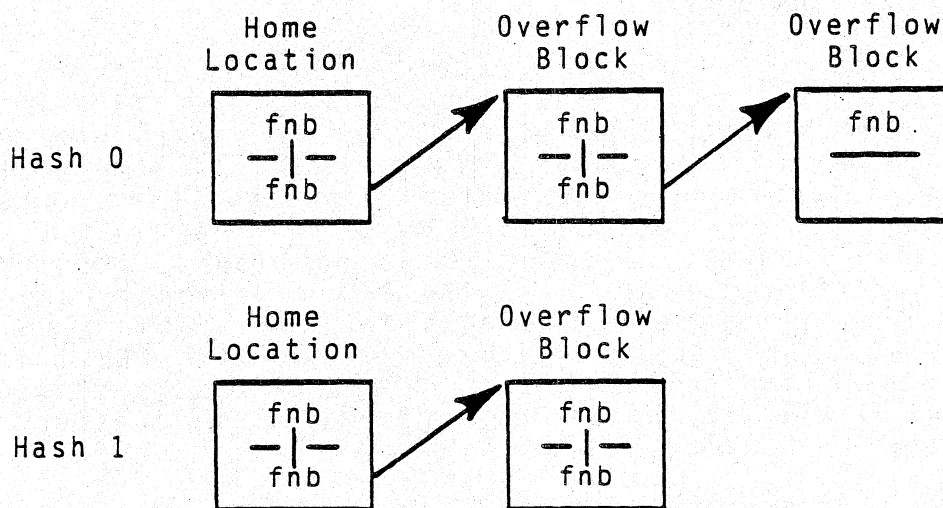 Home Overflow Overflow
Location Block Block
fnb fnb fnb
Hash 0
fnb fnb
Home Overflow
Location Block
fnb fnb
Hash 1
fnb fnb